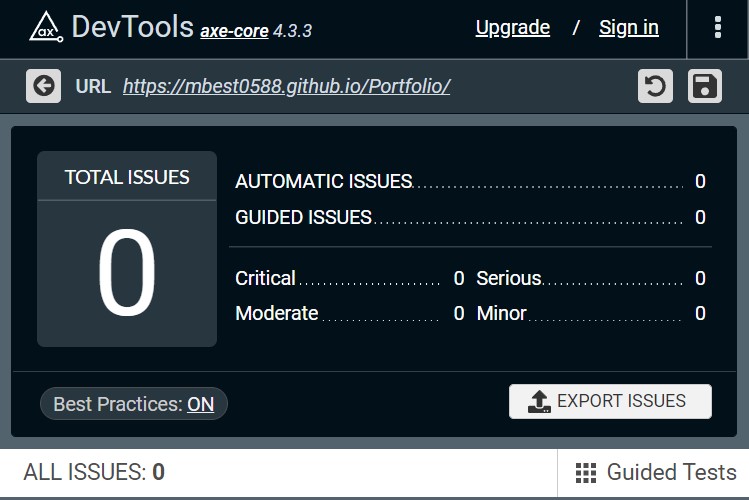 ax DevTools axe-core 4.3.3 Upgrade / Sign in
URL https://mbest0588.github.io/Portfolio/
TOTAL ISSUES
0
AUTOMATIC ISSUES 0
GUIDED ISSUES 0
Critical 0 Serious 0
Moderate 0 Minor 0
Best Practices: ON
EXPORT ISSUES
ALL ISSUES: 0
Guided Tests